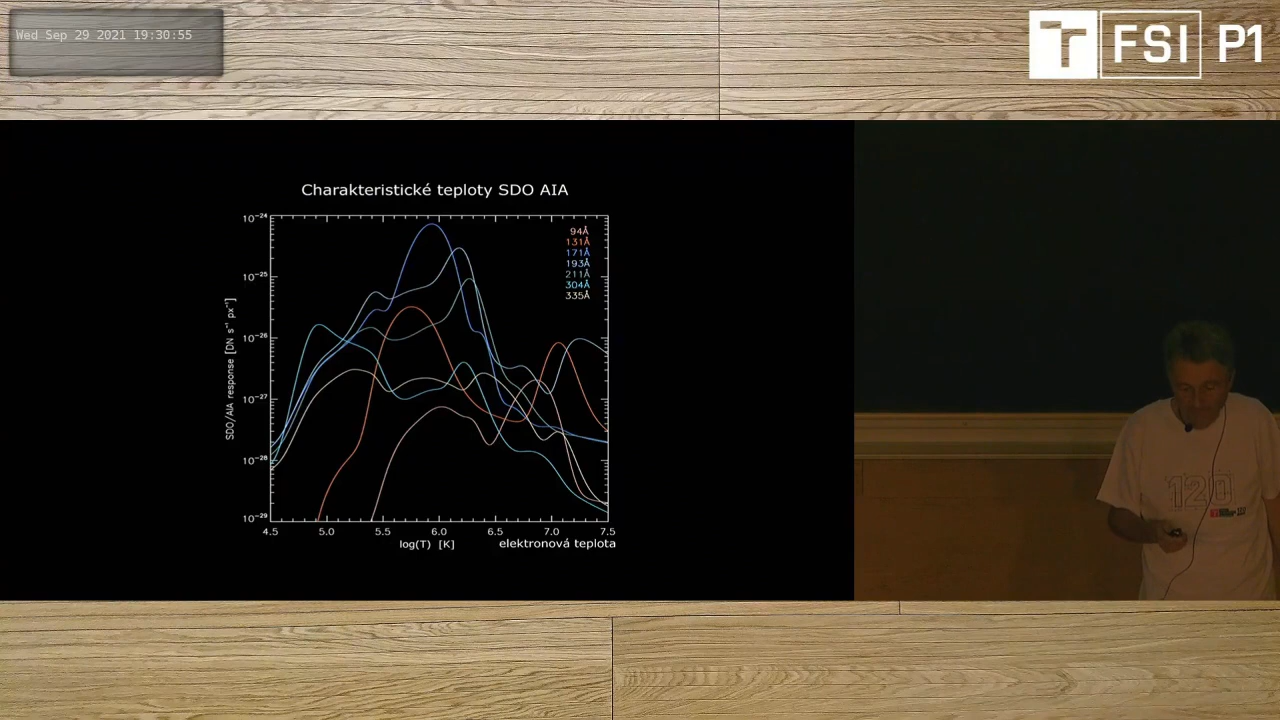 Wed Sep 29 2021 19:30:55
FSI P1
Charakteristické teploty SDO AIA
94Å
131Å
171Å
193Å
211Å
304Å
335Å
10⁻²⁴
10⁻²⁵
10⁻²⁶
10⁻²⁷
10⁻²⁸
10⁻²⁹
SDO/AIA response [DN s⁻¹ px⁻¹]
4.5 5.0 5.5 6.0 6.5 7.0 7.5
log(T) [K]
elektronová teplota
120